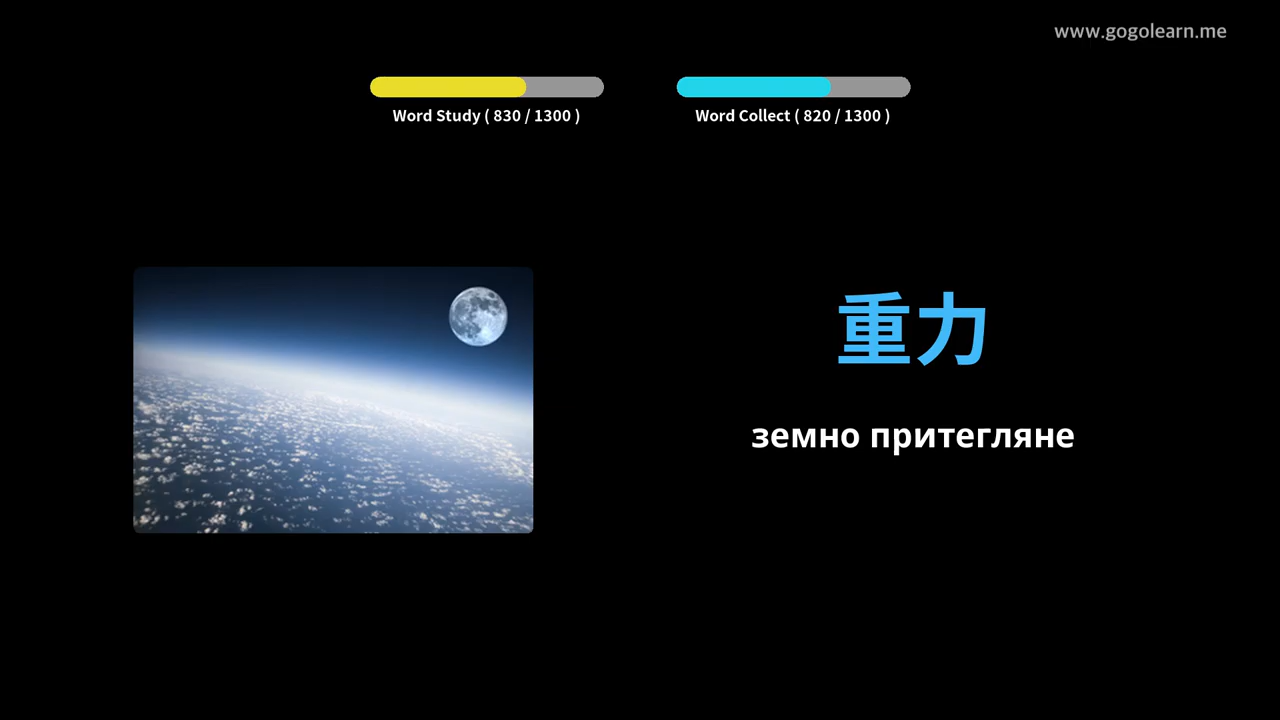 www.gogolearn.me
Word Study ( 830 / 1300 )
Word Collect ( 820 / 1300 )
重力
земно притегляне